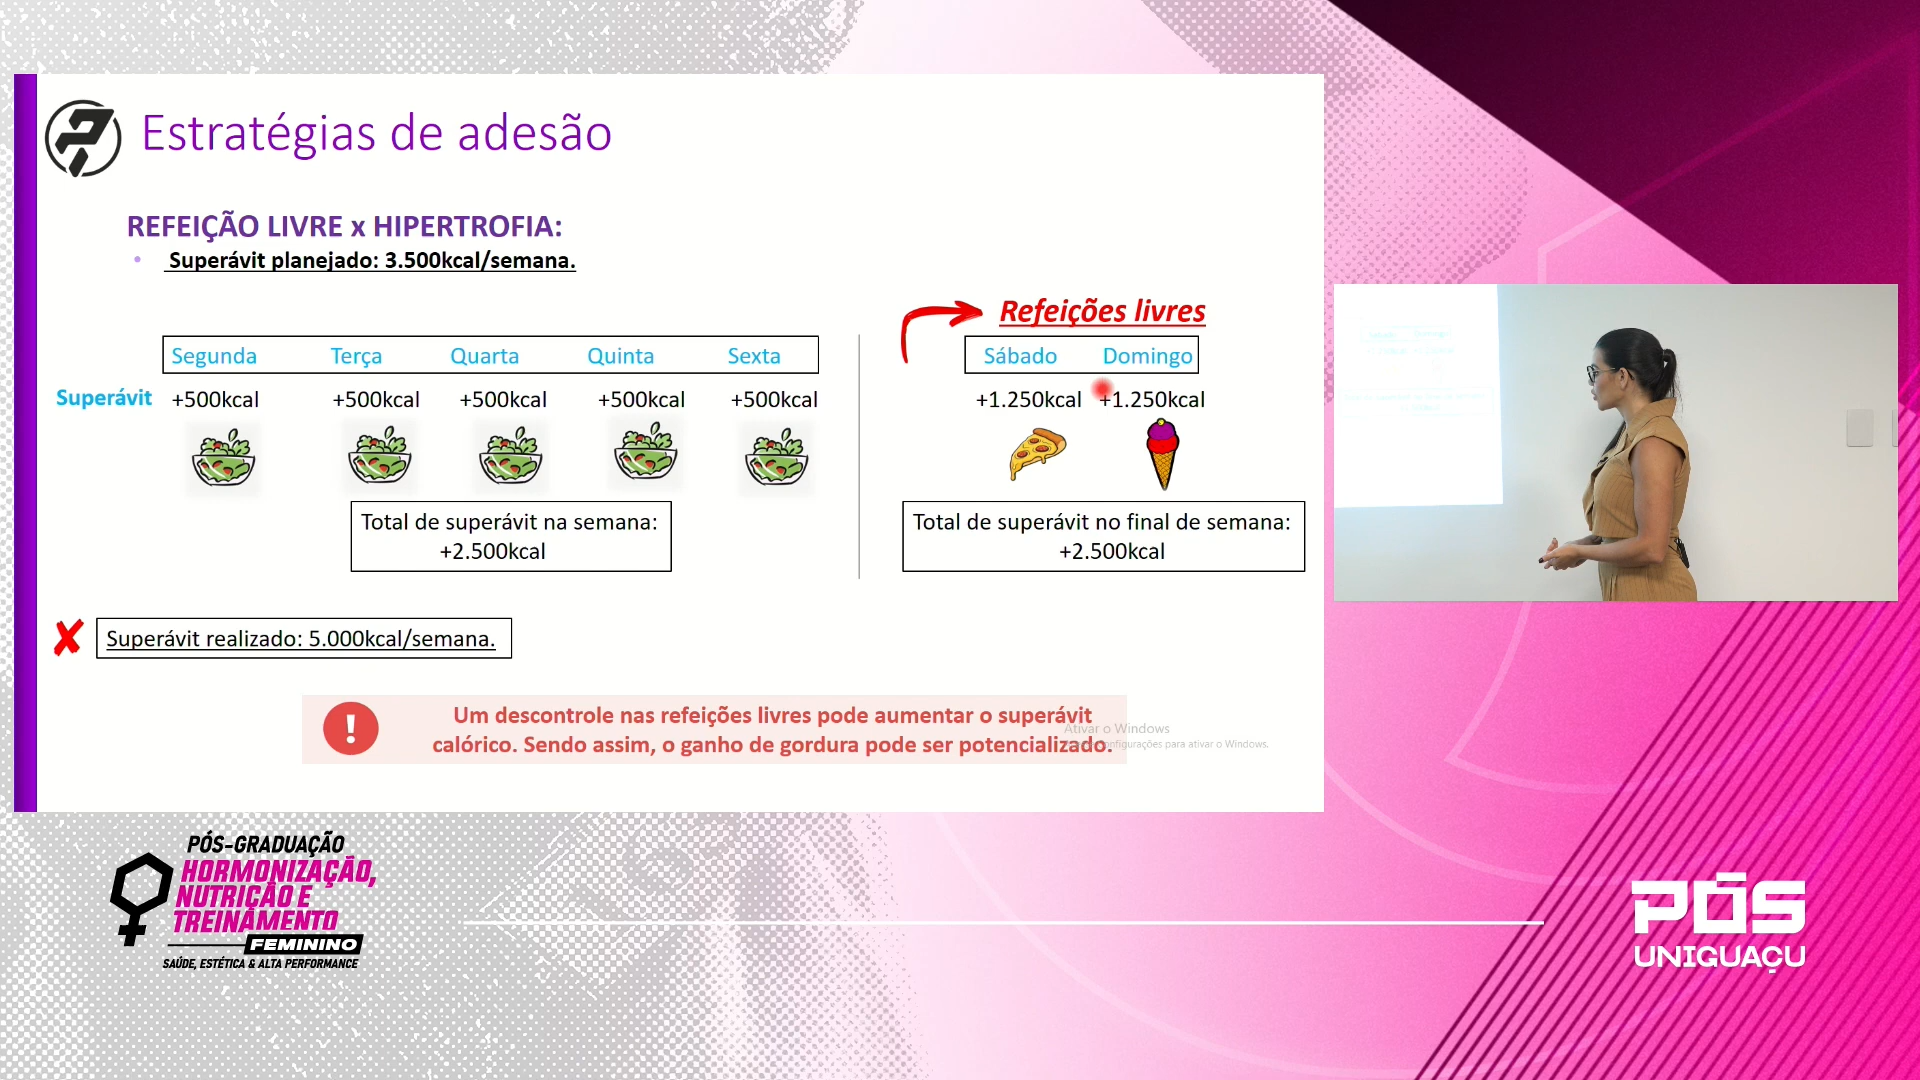 Estratégias de adesão
REFEIÇÃO LIVRE x HIPERTROFIA:
• Superávit planejado: 3.500kcal/semana.
Refeições livres
Segunda Terça Quarta Quinta Sexta Sábado Domingo
Superávit +500kcal +500kcal +500kcal +500kcal +500kcal +1.250kcal +1.250kcal
Total de superávit na semana:
+2.500kcal
Total de superávit no final de semana:
+2.500kcal
Superávit realizado: 5.000kcal/semana.
Um descontrole nas refeições livres pode aumentar o superávit
calórico. Sendo assim, o ganho de gordura pode ser potencializado.
Ativar o Windows
configurações para ativar o Windows.
PÓS-GRADUAÇÃO
HORMONIZAÇÃO,
NUTRIÇÃO E
TREINAMENTO
FEMININO
SAÚDE, ESTÉTICA & ALTA PERFORMANCE
PÓS
UNIGUAÇU